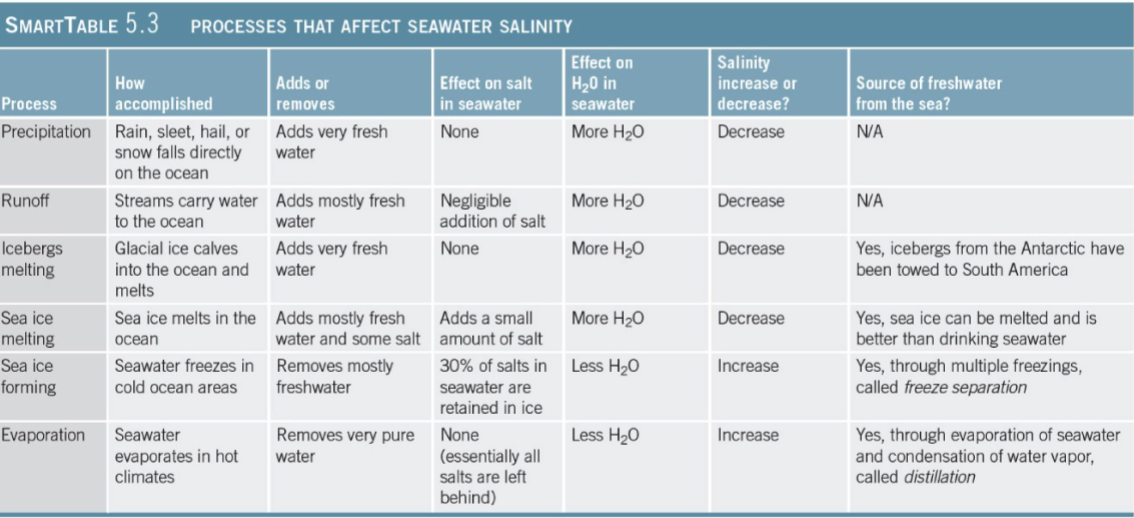 SMARTTABLE 5.3 PROCESSES THAT AFFECT SEAWATER SALINITY
Process
How
accomplished
Adds or
removes
Effect on salt
in seawater
Effect on
H₂0 in
seawater
Salinity
increase or
decrease?
Source of freshwater
from the sea?
Precipitation
Rain, sleet, hail, or
snow falls directly
on the ocean
Adds very fresh
water
None
More H₂O
Decrease
N/A
Runoff
Streams carry water
to the ocean
Adds mostly fresh
water
Negligible
addition of salt
More H₂O
Decrease
N/A
Icebergs
melting
Glacial ice calves
into the ocean and
melts
Adds very fresh
water
None
More H₂O
Decrease
Yes, icebergs from the Antarctic have
been towed to South America
Sea ice
melting
Sea ice melts in the
ocean
Adds mostly fresh
water and some salt
Adds a small
amount of salt
More H₂O
Decrease
Yes, sea ice can be melted and is
better than drinking seawater
Sea ice
forming
Seawater freezes in
cold ocean areas
Removes mostly
freshwater
30% of salts in
seawater are
retained in ice
Less H₂O
Increase
Yes, through multiple freezings,
called freeze separation
Evaporation
Seawater
evaporates in hot
climates
Removes very pure
water
None
(essentially all
salts are left
behind)
Less H₂O
Increase
Yes, through evaporation of seawater
and condensation of water vapor,
called distillation